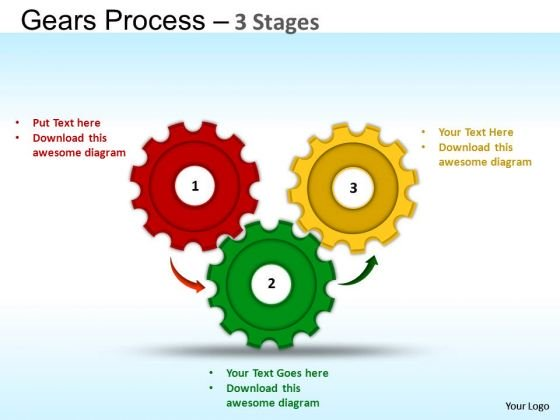 Gears Process – 3 Stages
• Put Text here
• Download this
awesome diagram
• Your Text Here
• Download this
awesome diagram
1
3
2
• Your Text Goes here
• Download this
awesome diagram
Your Logo